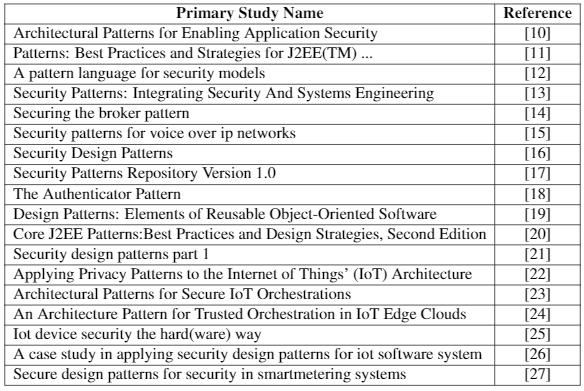 Primary Study Name Reference
Architectural Patterns for Enabling Application Security [10]
Patterns: Best Practices and Strategies for J2EE(TM) ... [11]
A pattern language for security models [12]
Security Patterns: Integrating Security And Systems Engineering [13]
Securing the broker pattern [14]
Security patterns for voice over ip networks [15]
Security Design Patterns [16]
Security Patterns Repository Version 1.0 [17]
The Authenticator Pattern [18]
Design Patterns: Elements of Reusable Object-Oriented Software [19]
Core J2EE Patterns:Best Practices and Design Strategies, Second Edition [20]
Security design patterns part 1 [21]
Applying Privacy Patterns to the Internet of Things’ (IoT) Architecture [22]
Architectural Patterns for Secure IoT Orchestrations [23]
An Architecture Pattern for Trusted Orchestration in IoT Edge Clouds [24]
Iot device security the hard(ware) way [25]
A case study in applying security design patterns for iot software system [26]
Secure design patterns for security in smartmetering systems [27]